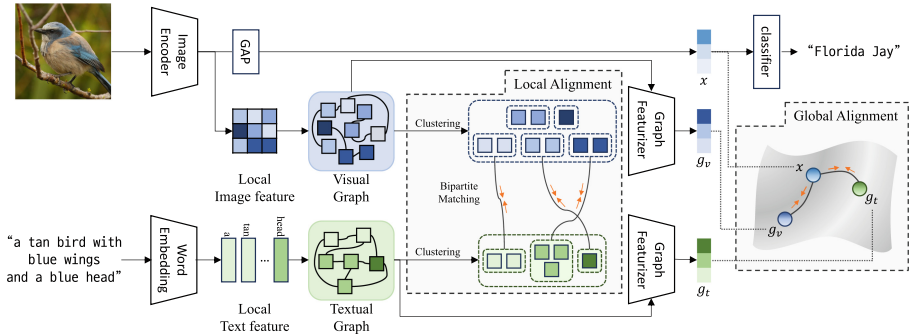 Image
Encoder
GAP
x
classifier
“Florida Jay”
Local Alignment
Clustering
Graph
Featurizer
g_v
Global Alignment
x
g_t
g_v
Local
Image feature
Visual
Graph
Bipartite
Matching
“a tan bird with
blue wings
and a blue head”
Word
Embedding
a
tan
...
head
Clustering
Graph
Featurizer
g_t
Local
Text feature
Textual
Graph